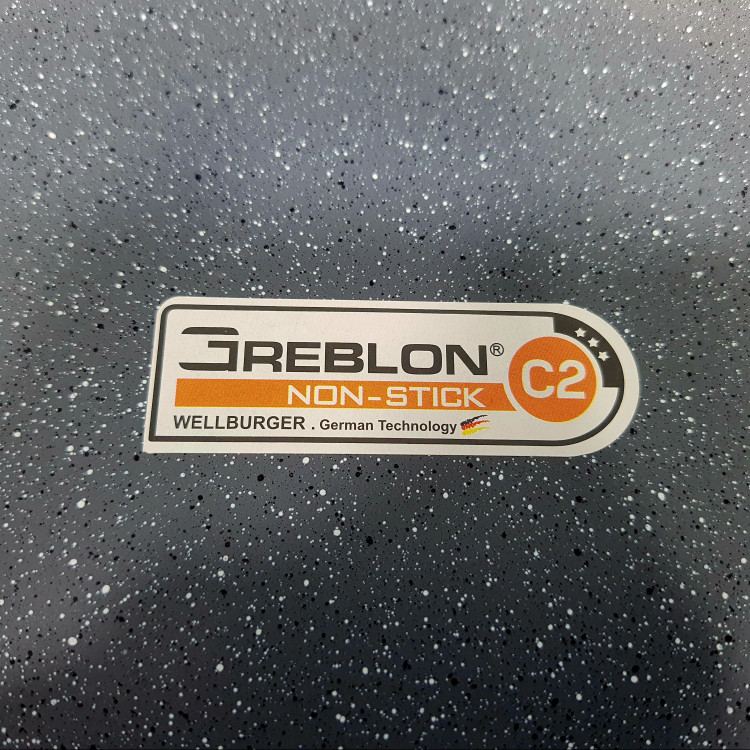 GREBLON®
NON-STICK
C2
WELLBURGER . German Technology